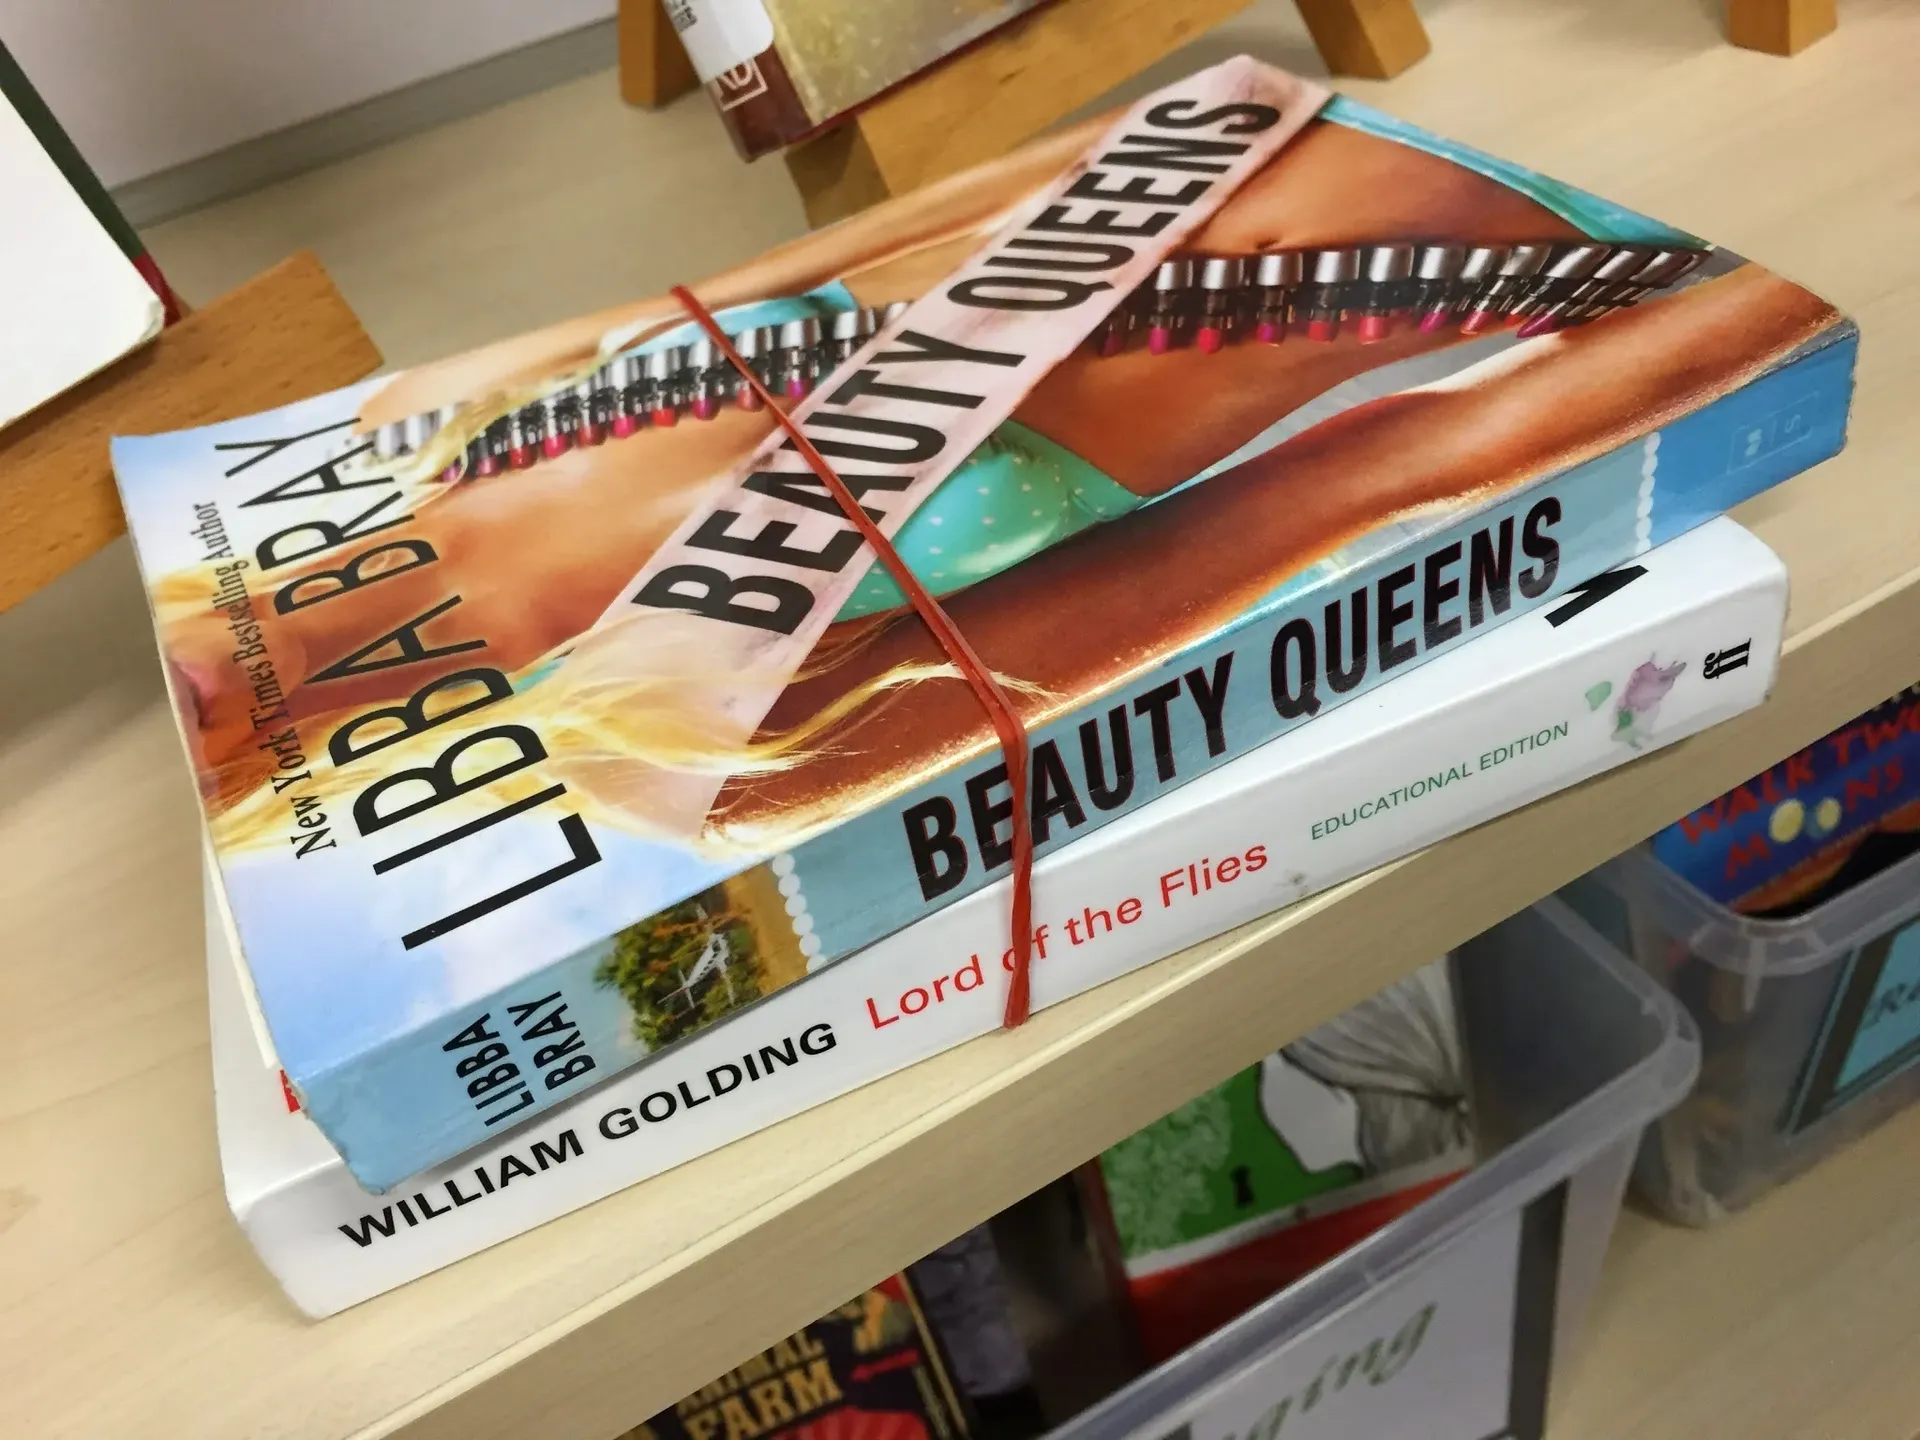 New York Times Bestselling Author
LIBBA BRAY
BEAUTY QUEENS
LIBBA
BRAY
BEAUTY QUEENS
WILLIAM GOLDING
Lord of the Flies
EDUCATIONAL EDITION
ff
WALK TWO
MOONS
ANIMAL
FARM